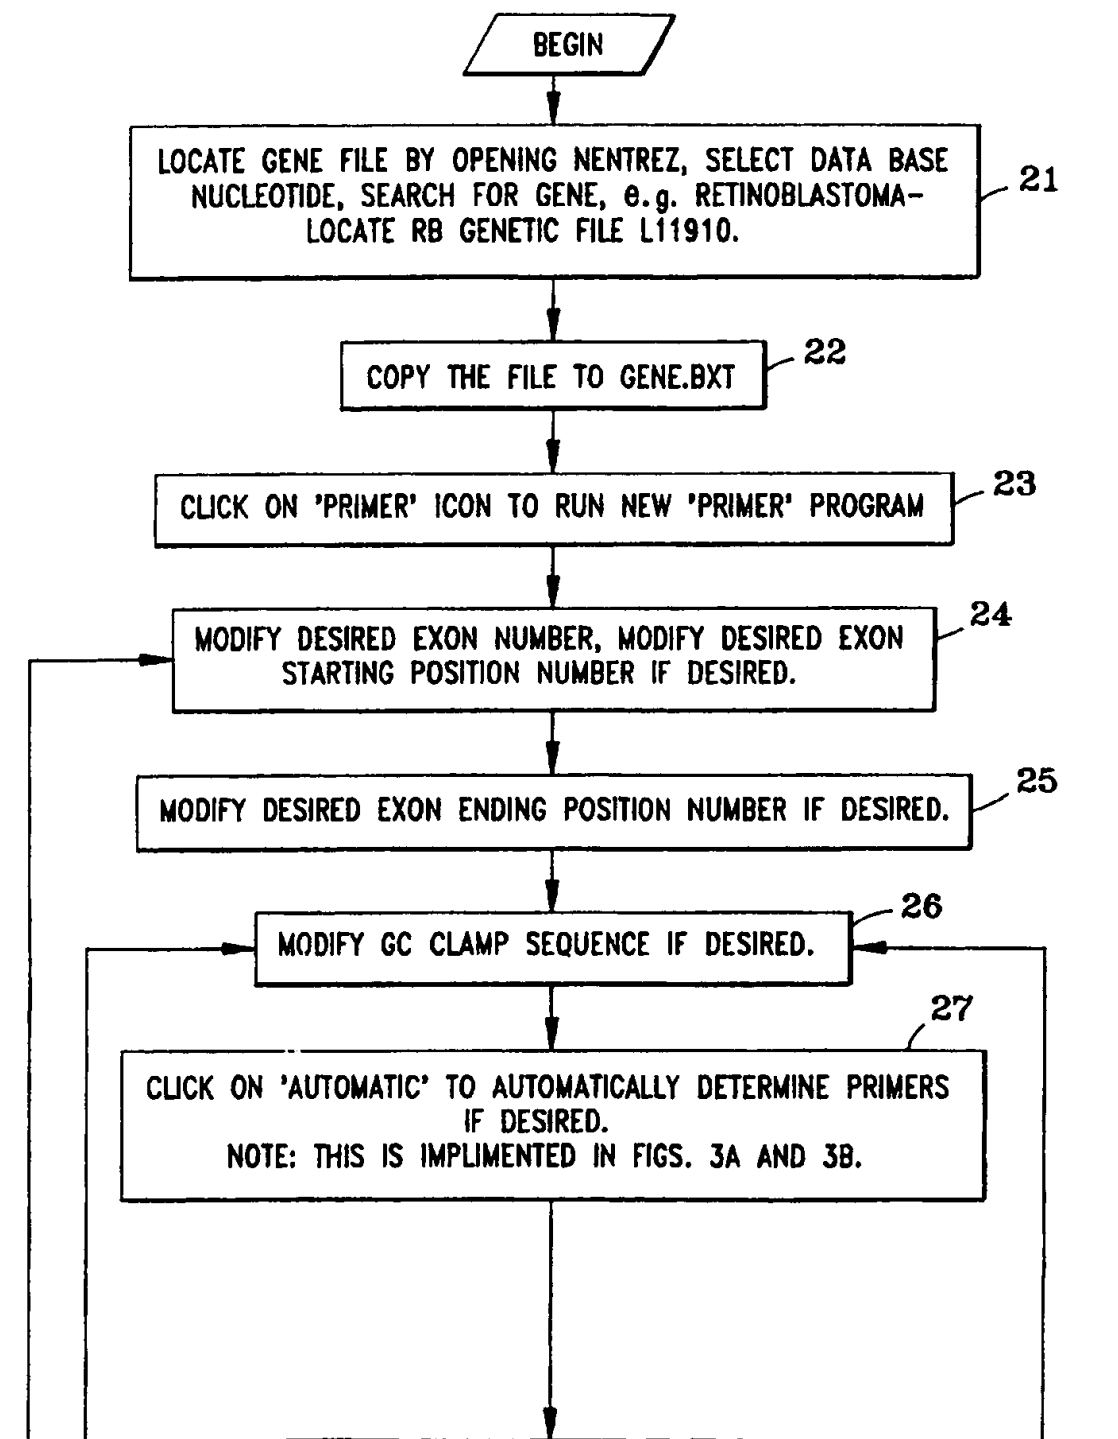 BEGIN
LOCATE GENE FILE BY OPENING NENTREZ, SELECT DATA BASE
NUCLEOTIDE, SEARCH FOR GENE, e.g. RETINOBLASTOMA-
LOCATE RB GENETIC FILE L11910.
21
COPY THE FILE TO GENE.BXT
22
CLICK ON 'PRIMER' ICON TO RUN NEW 'PRIMER' PROGRAM
23
MODIFY DESIRED EXON NUMBER, MODIFY DESIRED EXON
STARTING POSITION NUMBER IF DESIRED.
24
MODIFY DESIRED EXON ENDING POSITION NUMBER IF DESIRED.
25
MODIFY GC CLAMP SEQUENCE IF DESIRED.
26
27
CLICK ON 'AUTOMATIC' TO AUTOMATICALLY DETERMINE PRIMERS
IF DESIRED.
NOTE: THIS IS IMPLIMENTED IN FIGS. 3A AND 3B.